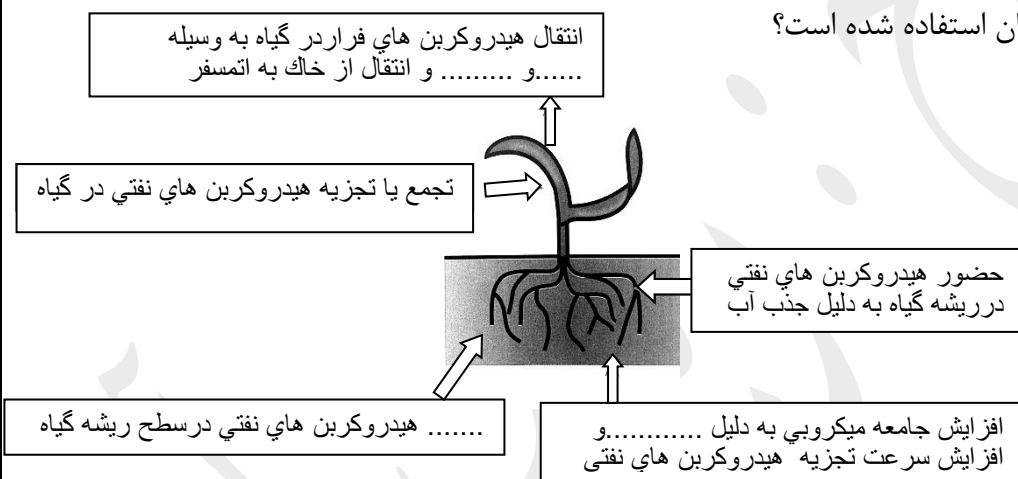 ان استفاده شده است؟
انتقال هيدروكربن هاي فراردر گياه به وسيله
......و ......... و انتقال از خاك به اتمسفر
تجمع يا تجزيه هيدروكربن هاي نفتي در گياه
حضور هيدروكربن هاي نفتي
درريشه گياه به دليل جذب آب
....... هيدروكربن هاي نفتي درسطح ريشه گياه
افزايش جامعه ميكروبي به دليل ............و
افزايش سرعت تجزيه هيدروكربن هاي نفتي